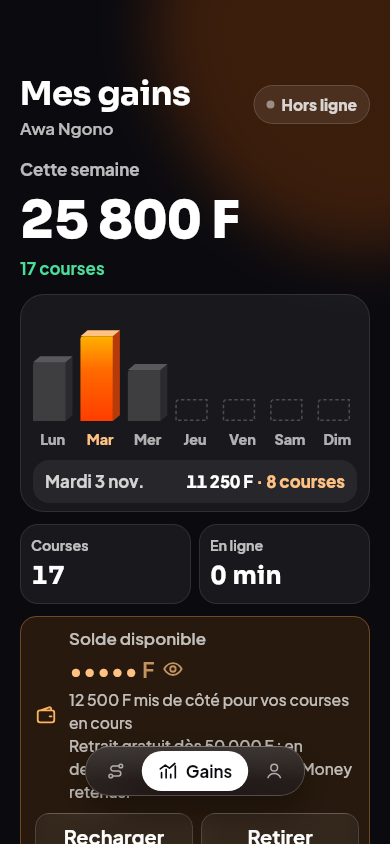 Mes gains
Hors ligne
Awa Ngono
Cette semaine
25 800 F
17 courses
Lun Mar Mer Jeu Ven Sam Dim
Mardi 3 nov. 11 250 F · 8 courses
Courses
17
En ligne
0 min
Solde disponible
●●●●● F
12 500 F mis de côté pour vos courses
en cours
Retrait gratuit dès 50 000 F ; en
Money
Gains
Recharger
Retirer